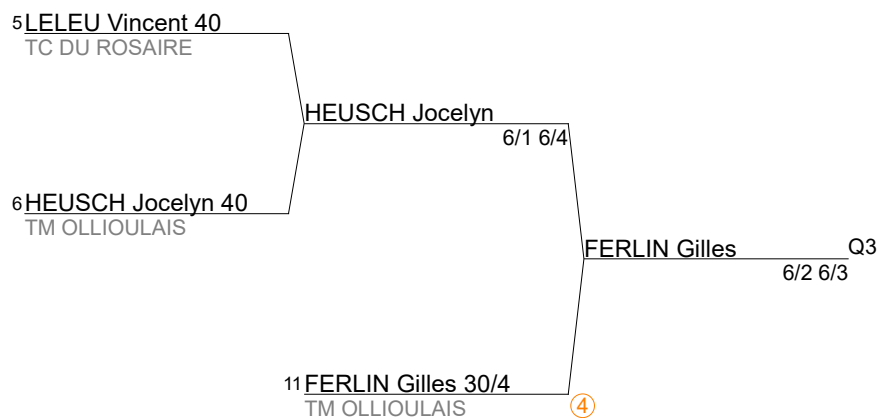 5 LELEU Vincent 40
TC DU ROSAIRE
HEUSCH Jocelyn
6/1 6/4
6 HEUSCH Jocelyn 40
TM OLLIOULAIS
FERLIN Gilles
Q3
6/2 6/3
11 FERLIN Gilles 30/4
TM OLLIOULAIS
4